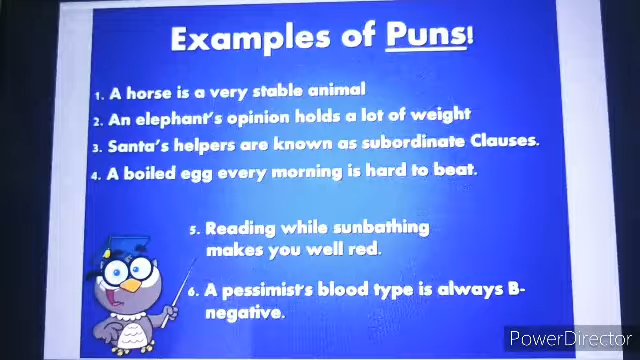 Examples of Puns!
1. A horse is a very stable animal
2. An elephant's opinion holds a lot of weight
3. Santa's helpers are known as subordinate Clauses.
4. A boiled egg every morning is hard to beat.
5. Reading while sunbathing
makes you well red.
6. A pessimist's blood type is always B-
negative.
PowerDirector